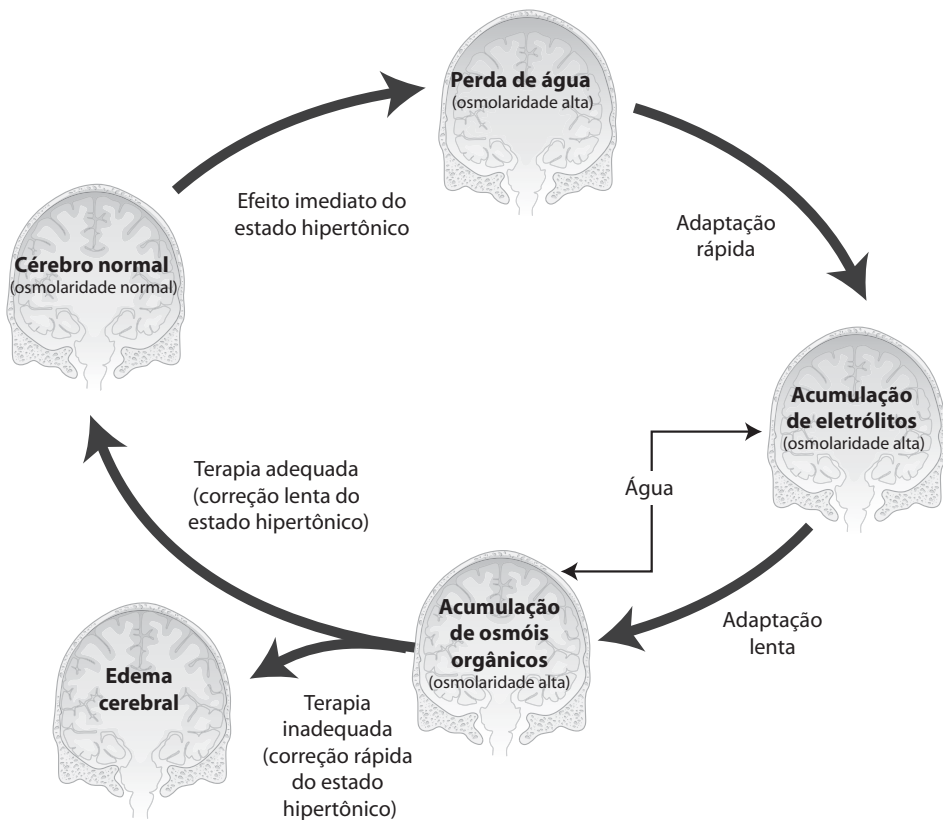 Perda de água
(osmolaridade alta)
Efeito imediato do
estado hipertônico
Adaptação
rápida
Cérebro normal
(osmolaridade normal)
Acumulação
de eletrólitos
(osmolaridade alta)
Água
Terapia adequada
(correção lenta do
estado hipertônico)
Adaptação
lenta
Acumulação
de osmóis
orgânicos
(osmolaridade alta)
Edema
cerebral
Terapia
inadequada
(correção rápida
do estado
hipertônico)